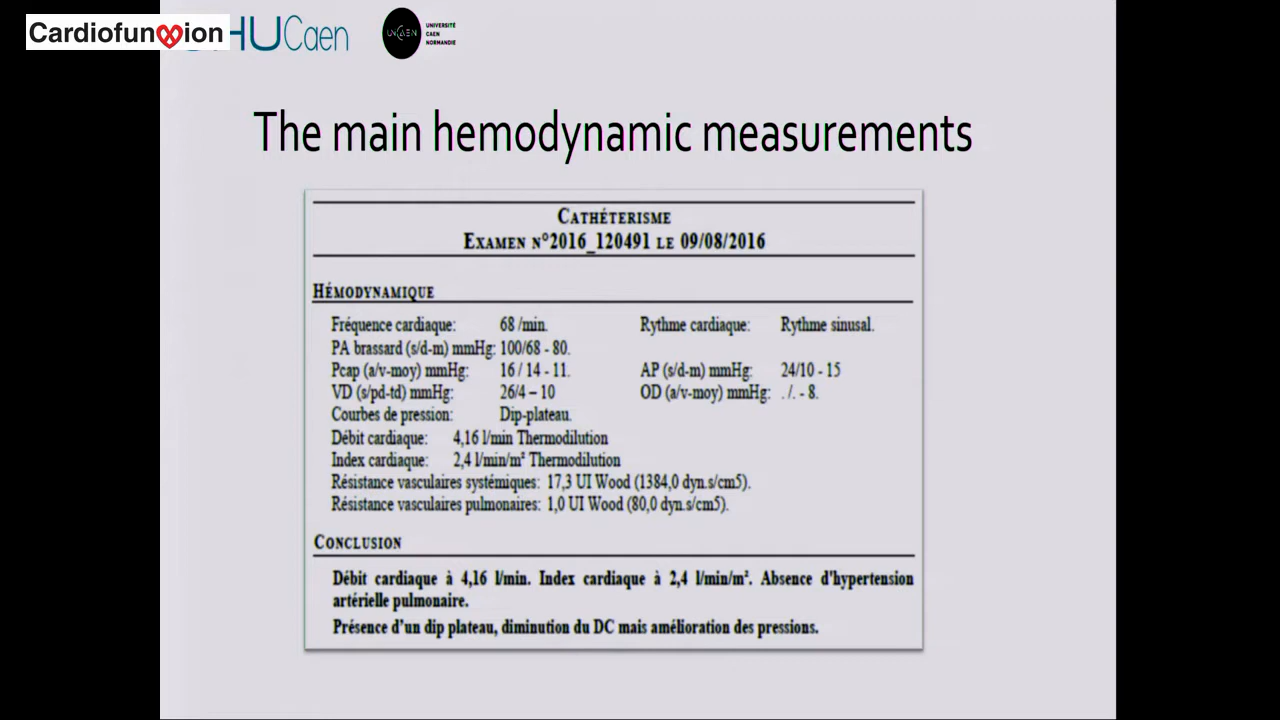 Cardiofunxion
HU Caen
UNICAEN
UNIVERSITÉ
CAEN
NORMANDIE
The main hemodynamic measurements
CATHÉTERISME
EXAMEN N°2016_120491 LE 09/08/2016
HÉMODYNAMIQUE
Fréquence cardiaque: 68 /min. Rythme cardiaque: Rythme sinusal.
PA brassard (s/d-m) mmHg: 100/68 - 80.
Pcap (a/v-moy) mmHg: 16 / 14 - 11. AP (s/d-m) mmHg: 24/10 - 15
VD (s/pd-td) mmHg: 26/4 – 10 OD (a/v-moy) mmHg: . /. - 8.
Courbes de pression: Dip-plateau.
Débit cardiaque: 4,16 l/min Thermodilution
Index cardiaque: 2,4 l/min/m² Thermodilution
Résistance vasculaires systémiques: 17,3 UI Wood (1384,0 dyn.s/cm5).
Résistance vasculaires pulmonaires: 1,0 UI Wood (80,0 dyn.s/cm5).
CONCLUSION
Débit cardiaque à 4,16 l/min. Index cardiaque à 2,4 l/min/m². Absence d'hypertension
artérielle pulmonaire.
Présence d'un dip plateau, diminution du DC mais amélioration des pressions.